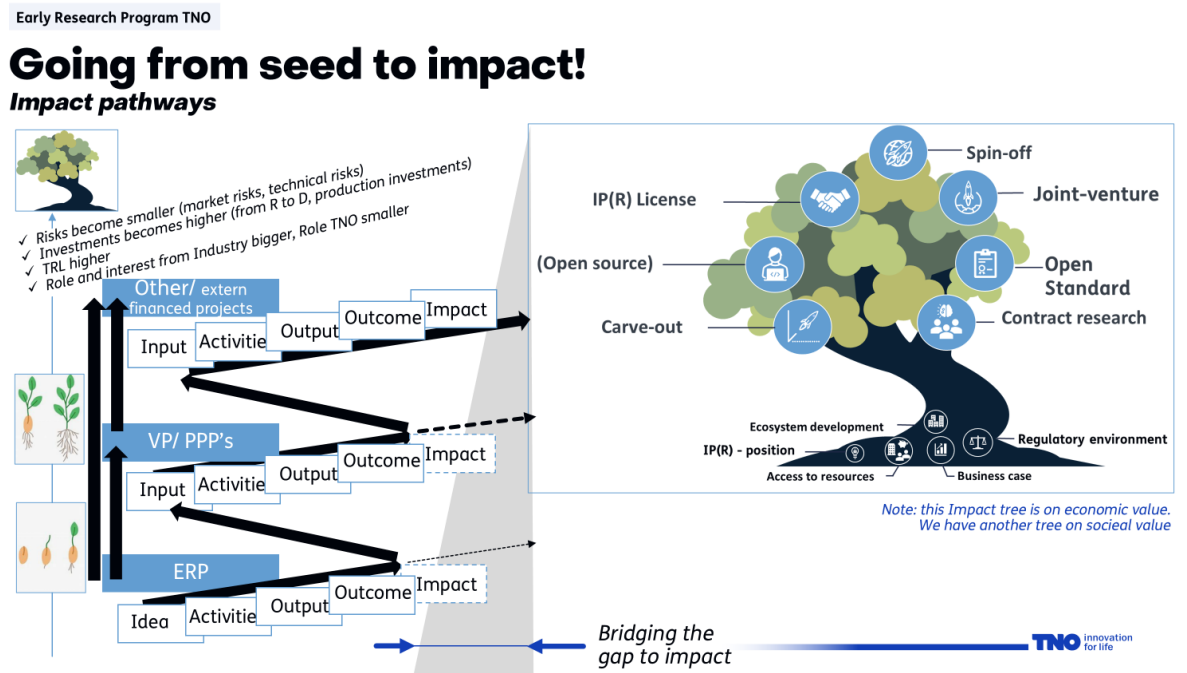 Early Research Program TNO
Going from seed to impact!
Impact pathways
✓ Risks become smaller (market risks, technical risks)
✓ Investments becomes higher (from R to D, production investments)
✓ TRL higher
✓ Role and interest from Industry bigger, Role TNO smaller
Other/ extern
financed projects
Input
Activitie
Output
Outcome
Impact
VP/ PPP's
Input
Activitie
Output
Outcome
Impact
ERP
Idea
Activitie
Output
Outcome
Impact
Spin-off
IP(R) License
Joint-venture
(Open source)
Open
Standard
Carve-out
Contract research
Ecosystem development
Regulatory environment
IP(R) - position
Access to resources
Business case
Note: this Impact tree is on economic value.
We have another tree on socieal value
Bridging the
gap to impact
TNO innovation
for life